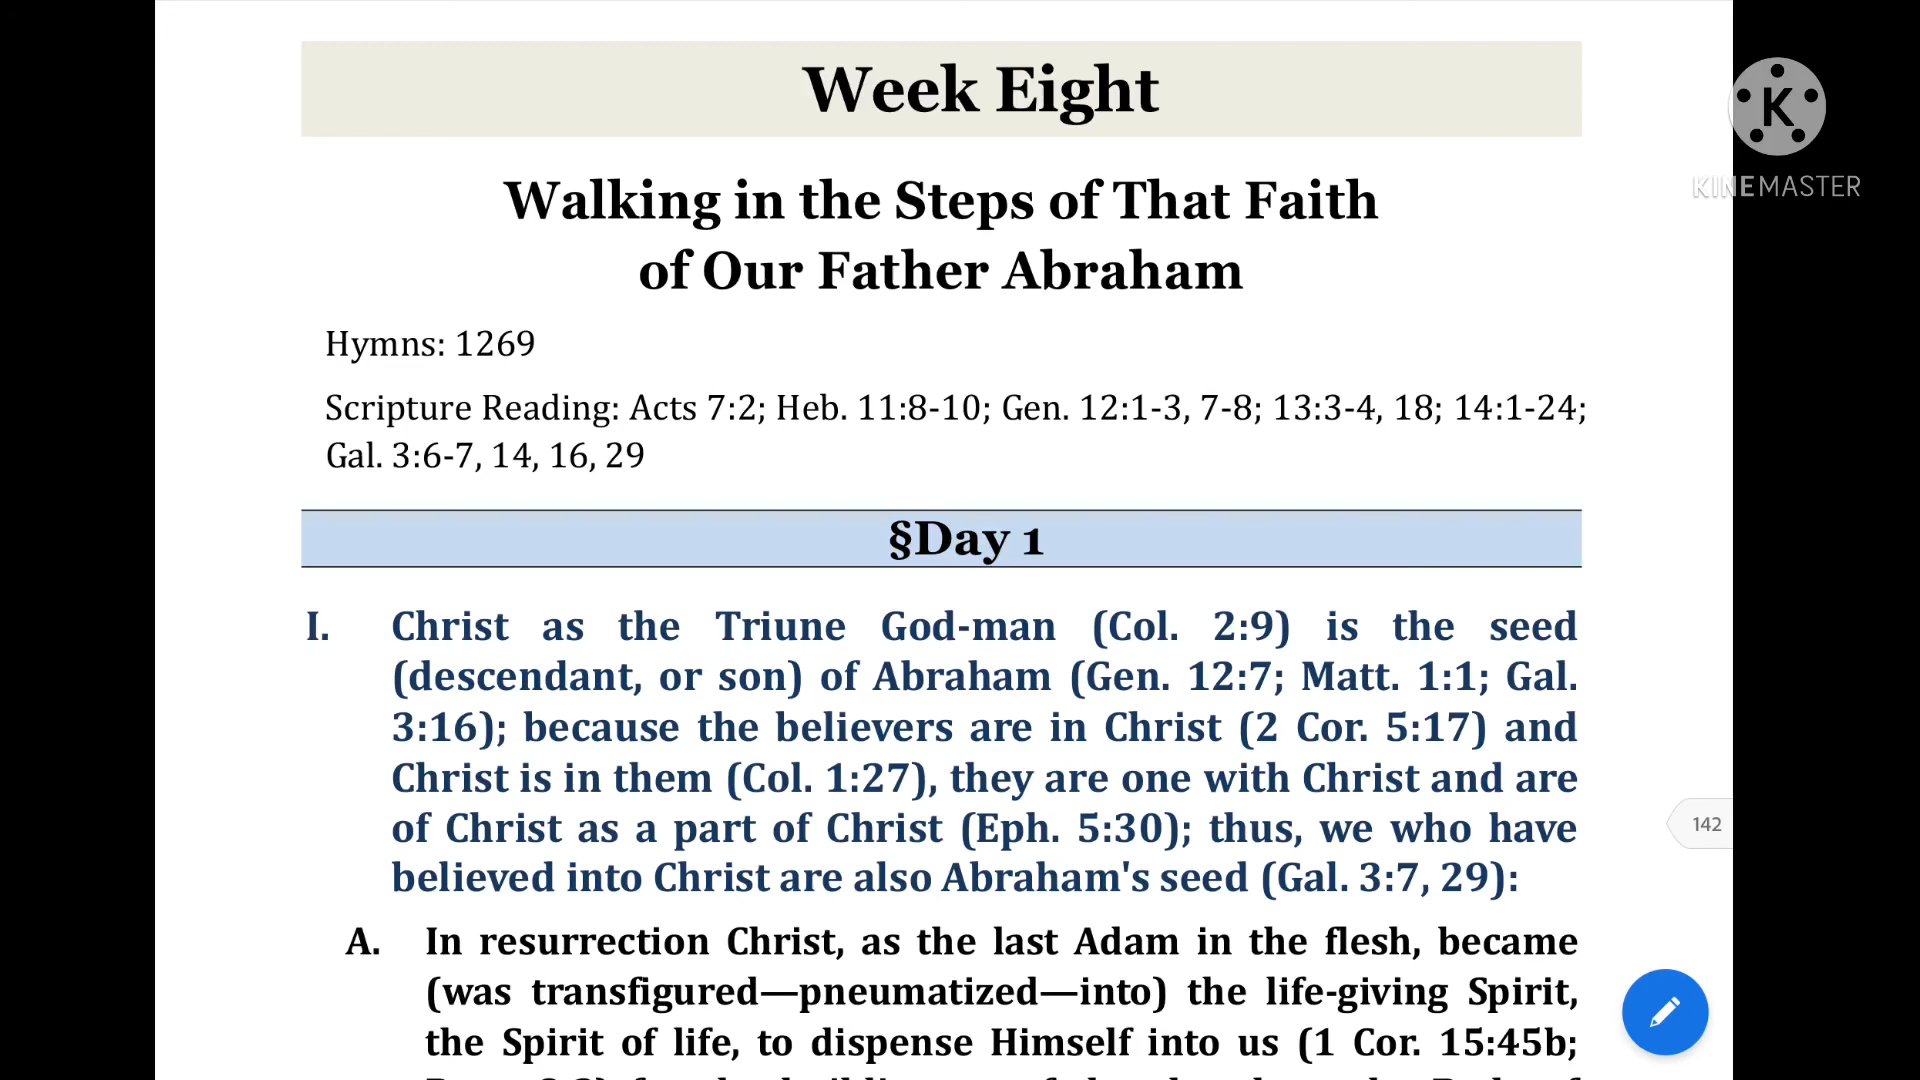 Week Eight
K
KINEMASTER
Walking in the Steps of That Faith
of Our Father Abraham
Hymns: 1269
Scripture Reading: Acts 7:2; Heb. 11:8-10; Gen. 12:1-3, 7-8; 13:3-4, 18; 14:1-24;
Gal. 3:6-7, 14, 16, 29
§Day 1
I. Christ as the Triune God-man (Col. 2:9) is the seed
(descendant, or son) of Abraham (Gen. 12:7; Matt. 1:1; Gal.
3:16); because the believers are in Christ (2 Cor. 5:17) and
Christ is in them (Col. 1:27), they are one with Christ and are
of Christ as a part of Christ (Eph. 5:30); thus, we who have
142
believed into Christ are also Abraham's seed (Gal. 3:7, 29):
A. In resurrection Christ, as the last Adam in the flesh, became
(was transfigured—pneumatized—into) the life-giving Spirit,
the Spirit of life, to dispense Himself into us (1 Cor. 15:45b;